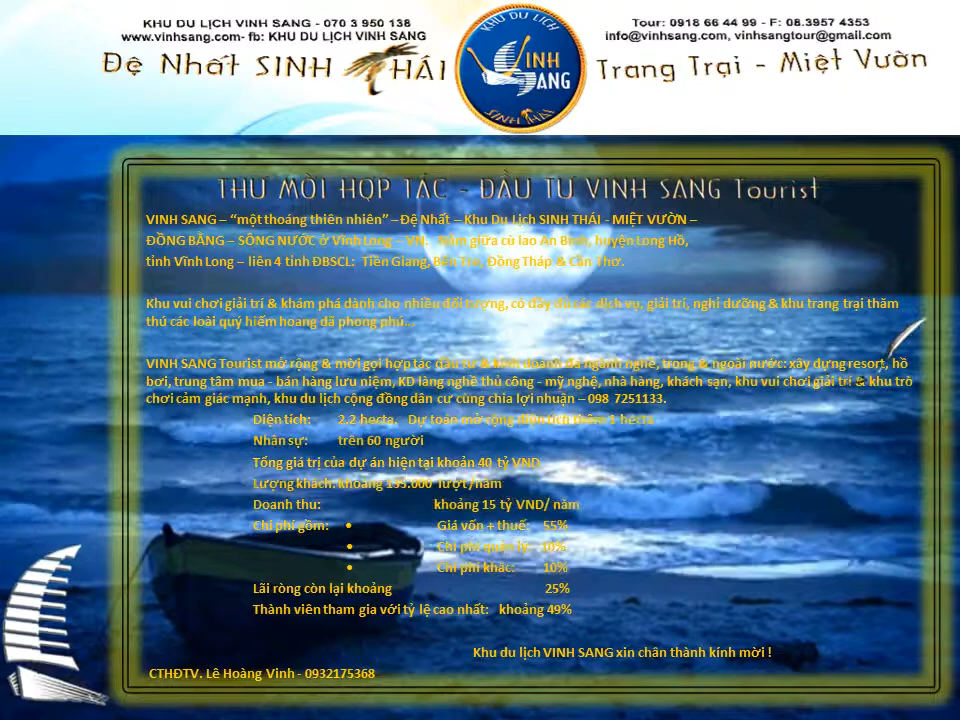 KHU DU LỊCH VINH SANG - 070 3 950 138
www.vinhsang.com- fb: KHU DU LỊCH VINH SANG
Đệ Nhất SINH THÁI
KHU DU LỊCH
VINH SANG
SINH THÁI
Tour: 0918 66 44 99 - F: 08.3957 4353
info@vinhsang.com, vinhsangtour@gmail.com
Trang Trại - Miệt Vườn
THƯ MỜI HỢP TÁC - ĐẦU TƯ VINH SANG Tourist
VINH SANG – “một thoáng thiên nhiên” – Đệ Nhất – Khu Du Lịch SINH THÁI - MIỆT VƯỜN –
ĐỒNG BẰNG – SÔNG NƯỚC ở Vĩnh Long – VN. Nằm giữa cù lao An Bình, huyện Long Hồ,
tỉnh Vĩnh Long – liên 4 tỉnh ĐBSCL: Tiền Giang, Bến Tre, Đồng Tháp & Cần Thơ.
Khu vui chơi giải trí & khám phá dành cho nhiều đối tượng, có đầy đủ các dịch vụ, giải trí, nghỉ dưỡng & khu trang trại thăm
thú các loài quý hiếm hoang dã phong phú...
VINH SANG Tourist mở rộng & mời gọi hợp tác đầu tư & kinh doanh đa ngành nghề, trong & ngoài nước: xây dựng resort, hồ
bơi, trung tâm mua - bán hàng lưu niệm, KD làng nghề thủ công - mỹ nghệ, nhà hàng, khách sạn, khu vui chơi giải trí & khu trò
chơi cảm giác mạnh, khu du lịch cộng đồng dân cư cùng chia lợi nhuận – 098 7251133.
Diện tích: 2.2 hecta. Dự toán mở rộng diện tích thêm 1 hecta
Nhân sự: trên 60 người
Tổng giá trị của dự án hiện tại khoản 40 tỷ VND
Lượng khách: khoảng 135.000 lượt /năm
Doanh thu: khoảng 15 tỷ VND/ năm
Chi phí gồm: • Giá vốn + thuế: 55%
• Chi phí quản lý: 10%
• Chi phí khác: 10%
Lãi ròng còn lại khoảng 25%
Thành viên tham gia với tỷ lệ cao nhất: khoảng 49%
Khu du lịch VINH SANG xin chân thành kính mời !
CTHĐTV. Lê Hoàng Vinh - 0932175368